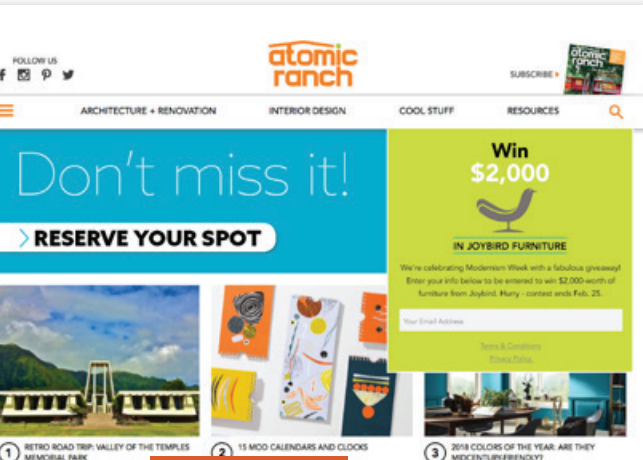 FOLLOW US
atomic
ranch
SUBSCRIBE
atomic
ranch
ARCHITECTURE + RENOVATION
INTERIOR DESIGN
COOL STUFF
RESOURCES
Don't miss it!
RESERVE YOUR SPOT
Win
$2,000
IN JOYBIRD FURNITURE
We're celebrating Modernism Week with a fabulous giveaway!
Enter your info below to be entered to win $2,000-worth of
furniture from Joybird. Hurry - contest ends Feb. 25.
Your Email Address
Terms & Conditions
Privacy Policy
1 RETRO ROAD TRIP: VALLEY OF THE TEMPLES
MEMORIAL PARK
2 15 MOD CALENDARS AND CLOCKS
3 2018 COLORS OF THE YEAR: ARE THEY
MIDCENTURY-FRIENDLY?